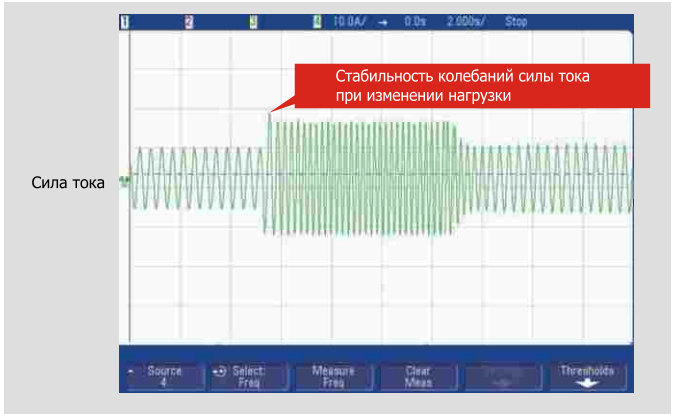 1 2 3 4 10.0A/ 0.0s 2.000s/ Stop
Стабильность колебаний силы тока
при изменении нагрузки
Сила тока
Source Select Measure Clear Thresholds
4 Freq Freq Meas